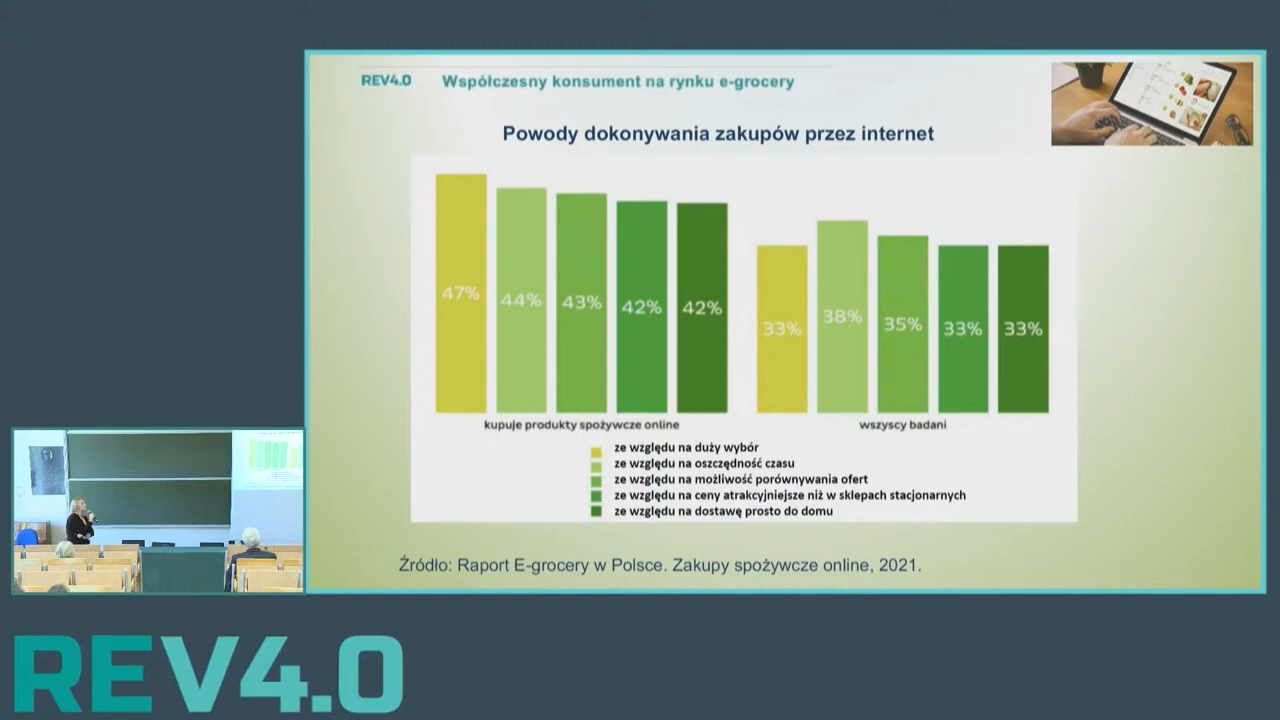 REV4.0 Współczesny konsument na rynku e-grocery
Powody dokonywania zakupów przez internet
47% 44% 43% 42% 42% 33% 38% 35% 33% 33%
kupuje produkty spożywcze online wszyscy badani
ze względu na duży wybór
ze względu na oszczędność czasu
ze względu na możliwość porównywania ofert
ze względu na ceny atrakcyjniejsze niż w sklepach stacjonarnych
ze względu na dostawę prosto do domu
Źródło: Raport E-grocery w Polsce. Zakupy spożywcze online, 2021.
REV4.0